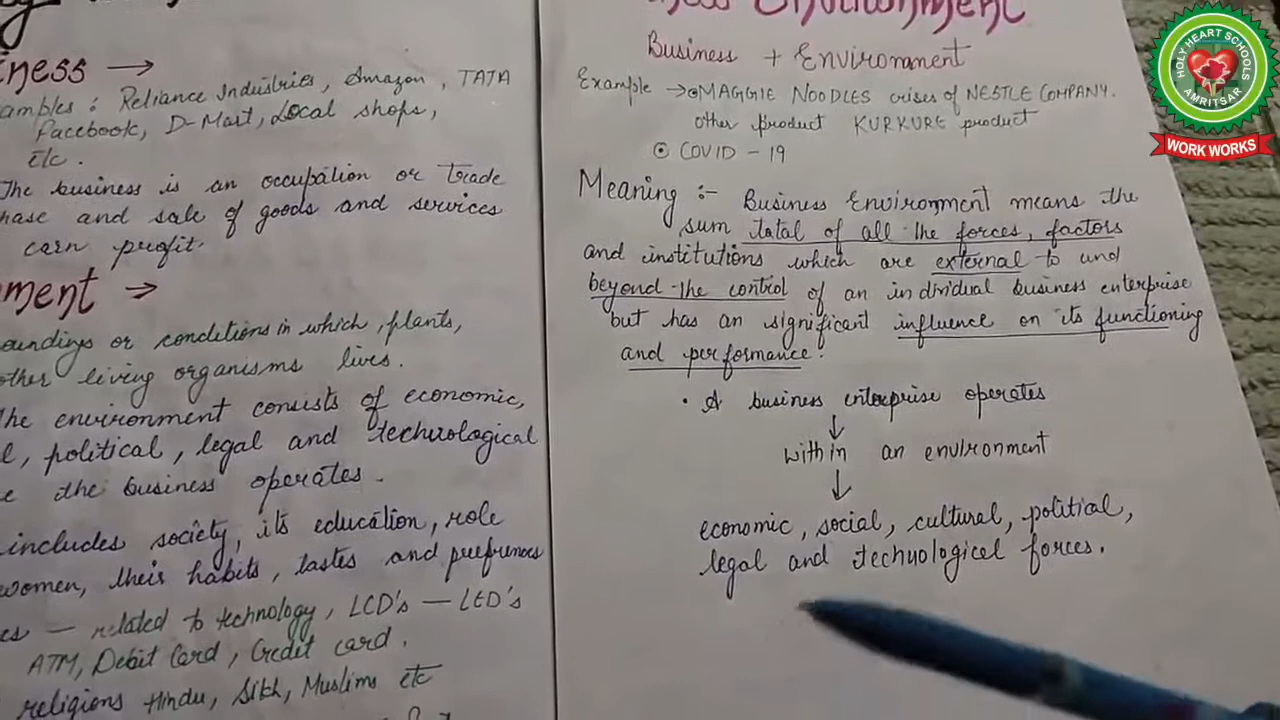 iness →
amples : Reliance Industries, Amazon, TATA
Facebook, D-Mart, Local shops,
etc.
The business is an occupation or trade
hase and sale of goods and services
earn profit.
nment →
oundings or conditions in which, plants,
other living organisms lives.
The environment consists of economic,
l, political, legal and technological
e the business operates.
includes society, its education, role
women, their habits, tastes and prefrences
es — related to technology, LCD's — LED's
ATM, Debit Card, Credit card.
religions Hindu, Sikh, Muslims etc
ness Environment
Business + Environment
Example → MAGGIE NOODLES crises of NESTLE COMPANY.
other product KURKURE product
COVID - 19
Meaning :- Business Environment means the
sum total of all the forces, factors
and institutions which are external to and
beyond the control of an individual business enterprise
but has an significant influence on its functioning
and performance.
• A business enterprise operates
↓
within an environment
↓
economic, social, cultural, politial,
legal and technological forces.
HOLY HEART SCHOOLS
AMRITSAR
WORK WORKS